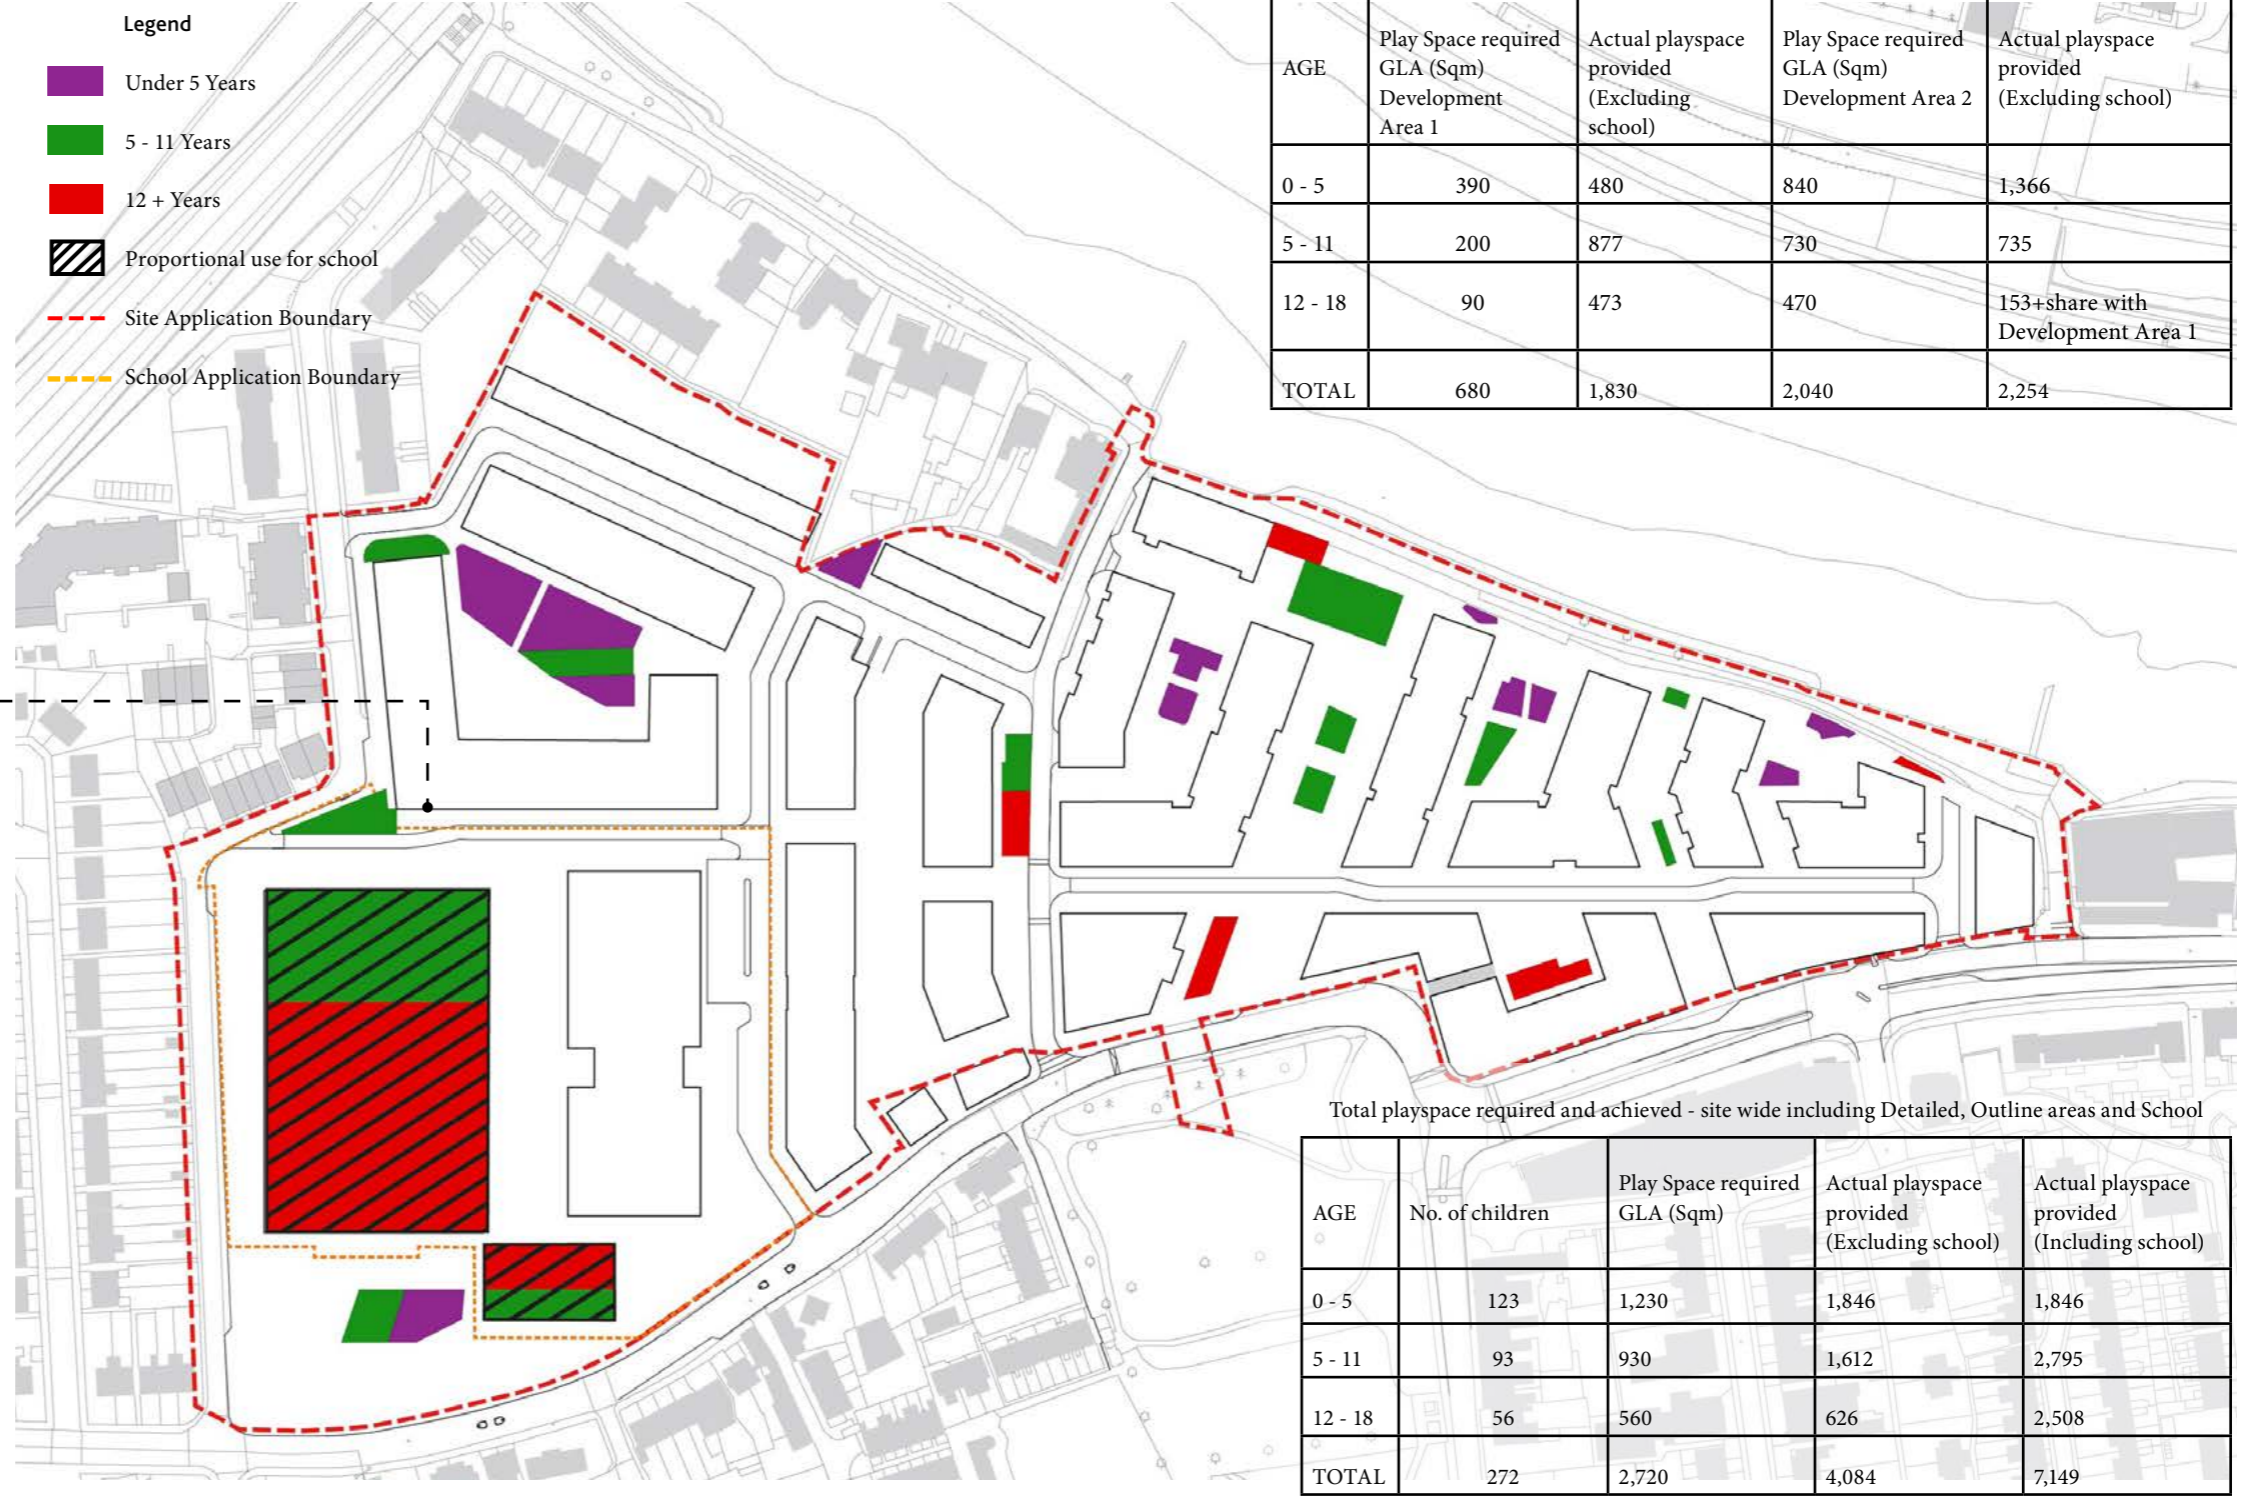 Legend
Under 5 Years
5 - 11 Years
12 + Years
Proportional use for school
Site Application Boundary
School Application Boundary
AGE
Play Space required
GLA (Sqm)
Development
Area 1
Actual playspace
provided
(Excluding
school)
Play Space required
GLA (Sqm)
Development Area 2
Actual playspace
provided
(Excluding school)
0 - 5 390 480 840 1,366
5 - 11 200 877 730 735
12 - 18 90 473 470 153+share with
Development Area 1
TOTAL 680 1,830 2,040 2,254
Total playspace required and achieved - site wide including Detailed, Outline areas and School
AGE
No. of children
Play Space required
GLA (Sqm)
Actual playspace
provided
(Excluding school)
Actual playspace
provided
(Including school)
0 - 5 123 1,230 1,846 1,846
5 - 11 93 930 1,612 2,795
12 - 18 56 560 626 2,508
TOTAL 272 2,720 4,084 7,149